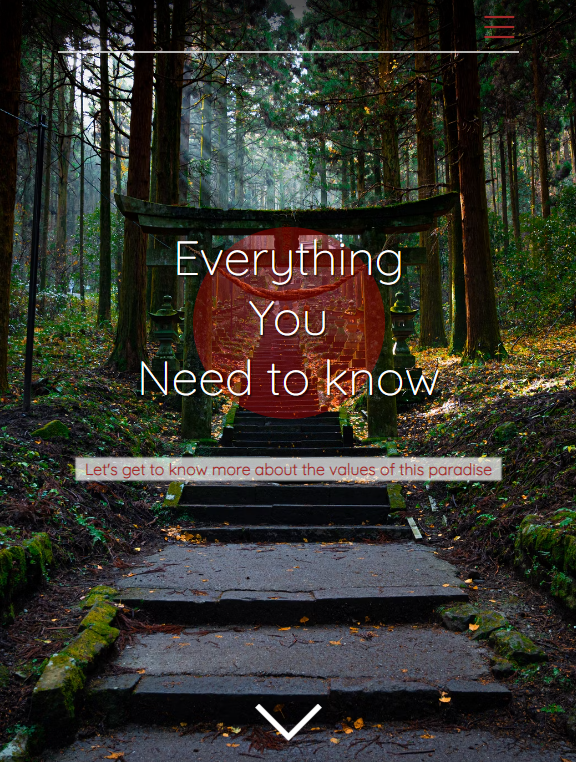 Everything
You
Need to know
Let's get to know more about the values of this paradise